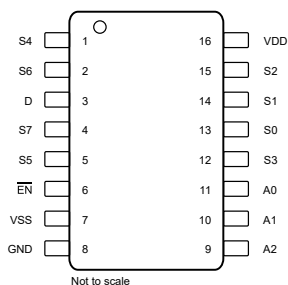 S4 1 16 VDD
S6 2 15 S2
D 3 14 S1
S7 4 13 S0
S5 5 12 S3
E̅N̅ 6 11 A0
VSS 7 10 A1
GND 8 9 A2
Not to scale